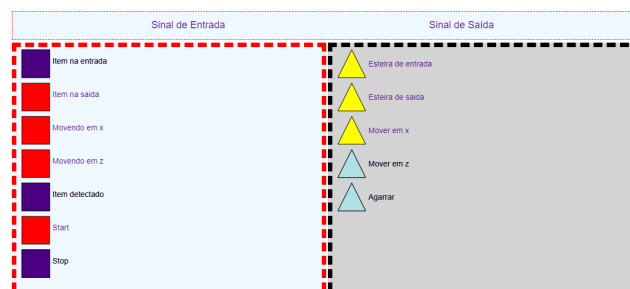 Sinal de Entrada
Sinal de Saída
Item na entrada
Item na saida
Movendo em x
Movendo em z
Item detectado
Start
Stop
Esteira de entrada
Esteira de saida
Mover em x
Mover em z
Agarrar